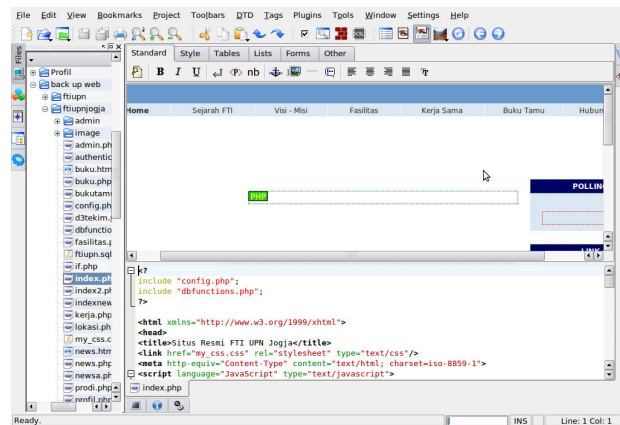 File Edit View Bookmarks Project Toolbars DTD Tags Plugins Tools Window Settings Help
Files
Standard Style Tables Lists Forms Other
B I U nb
Profil
back up web
ftiupn
ftiupnjogja
admin
image
admin.ph
authentic
buku.htm
buku.php
bukutam
config.ph
d3tekim.
dbfunctio
fasilitas.p
ftiupn.sql
if.php
index.ph
index2.ph
indexnew
kerja.php
lokasi.ph
my_css.c
news.htm
news.php
newsa.ph
prodi.php
profil.php
Home Sejarah FTI Visi - Misi Fasilitas Kerja Sama Buku Tamu Hubun
PHP
POLLIN
LINK
<?
include "config.php";
include "dbfunctions.php";
?>
<html xmlns="http://www.w3.org/1999/xhtml">
<head>
<title>Situs Resmi FTI UPN Jogja</title>
<link href="my_css.css" rel="stylesheet" type="text/css"/>
<meta http-equiv="Content-Type" content="text/html; charset=iso-8859-1">
<script language="JavaScript" type="text/javascript">
index.php
Ready. INS Line: 1 Col: 1